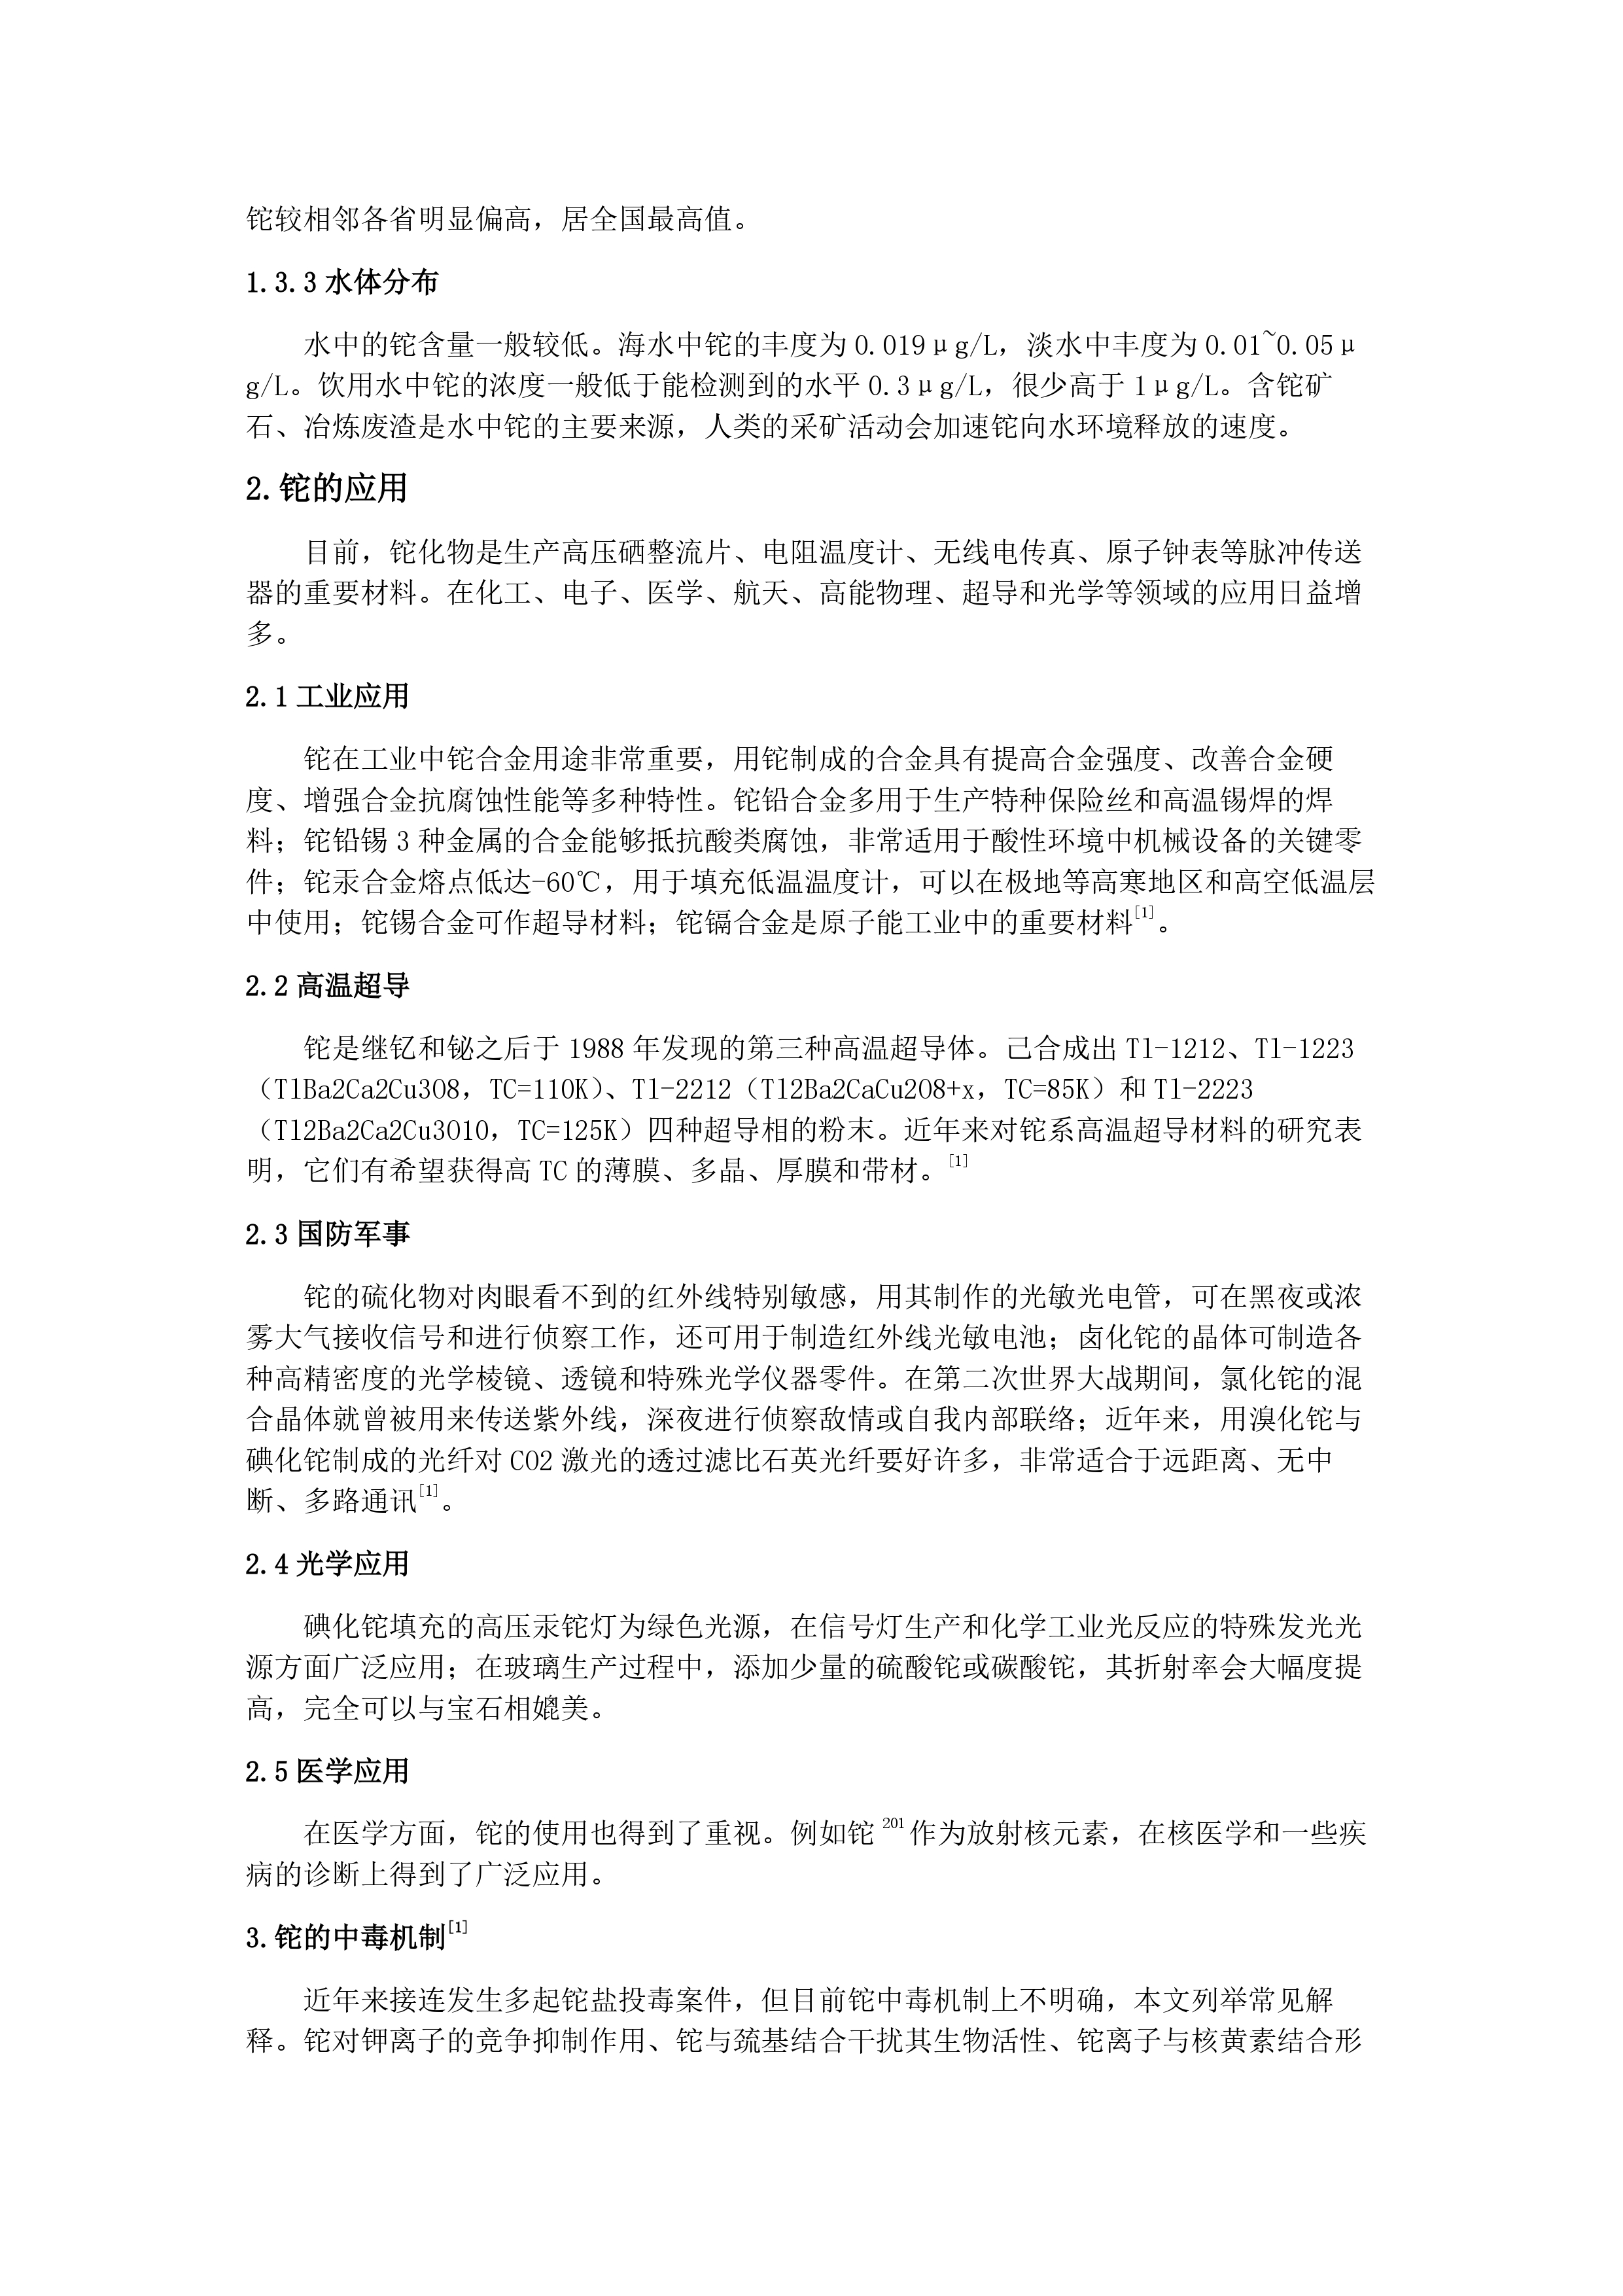 铊较相邻各省明显偏高，居全国最高值。
1.3.3 水体分布
水中的铊含量一般较低。海水中铊的丰度为 0.019μg/L，淡水中丰度为 0.01~0.05μ
g/L。饮用水中铊的浓度一般低于能检测到的水平 0.3μg/L，很少高于 1μg/L。含铊矿
石、冶炼废渣是水中铊的主要来源，人类的采矿活动会加速铊向水环境释放的速度。
2.铊的应用
目前，铊化物是生产高压硒整流片、电阻温度计、无线电传真、原子钟表等脉冲传送
器的重要材料。在化工、电子、医学、航天、高能物理、超导和光学等领域的应用日益增
多。
2.1 工业应用
铊在工业中铊合金用途非常重要，用铊制成的合金具有提高合金强度、改善合金硬
度、增强合金抗腐蚀性能等多种特性。铊铅合金多用于生产特种保险丝和高温锡焊的焊
料；铊铅锡 3 种金属的合金能够抵抗酸类腐蚀，非常适用于酸性环境中机械设备的关键零
件；铊汞合金熔点低达-60℃，用于填充低温温度计，可以在极地等高寒地区和高空低温层
中使用；铊锡合金可作超导材料；铊镉合金是原子能工业中的重要材料[1]。
2.2 高温超导
铊是继钇和铋之后于 1988 年发现的第三种高温超导体。己合成出 Tl-1212、Tl-1223
（TlBa2Ca2Cu3O8，TC=110K）、Tl-2212（Tl2Ba2CaCu2O8+x，TC=85K）和 Tl-2223
（Tl2Ba2Ca2Cu3O10，TC=125K）四种超导相的粉末。近年来对铊系高温超导材料的研究表
明，它们有希望获得高 TC 的薄膜、多晶、厚膜和带材。[1]
2.3 国防军事
铊的硫化物对肉眼看不到的红外线特别敏感，用其制作的光敏光电管，可在黑夜或浓
雾大气接收信号和进行侦察工作，还可用于制造红外线光敏电池；卤化铊的晶体可制造各
种高精密度的光学棱镜、透镜和特殊光学仪器零件。在第二次世界大战期间，氯化铊的混
合晶体就曾被用来传送紫外线，深夜进行侦察敌情或自我内部联络；近年来，用溴化铊与
碘化铊制成的光纤对 CO2 激光的透过滤比石英光纤要好许多，非常适合于远距离、无中
断、多路通讯[1]。
2.4 光学应用
碘化铊填充的高压汞铊灯为绿色光源，在信号灯生产和化学工业光反应的特殊发光光
源方面广泛应用；在玻璃生产过程中，添加少量的硫酸铊或碳酸铊，其折射率会大幅度提
高，完全可以与宝石相媲美。
2.5 医学应用
在医学方面，铊的使用也得到了重视。例如铊 201 作为放射核元素，在核医学和一些疾
病的诊断上得到了广泛应用。
3.铊的中毒机制[1]
近年来接连发生多起铊盐投毒案件，但目前铊中毒机制上不明确，本文列举常见解
释。铊对钾离子的竞争抑制作用、铊与巯基结合干扰其生物活性、铊离子与核黄素结合形